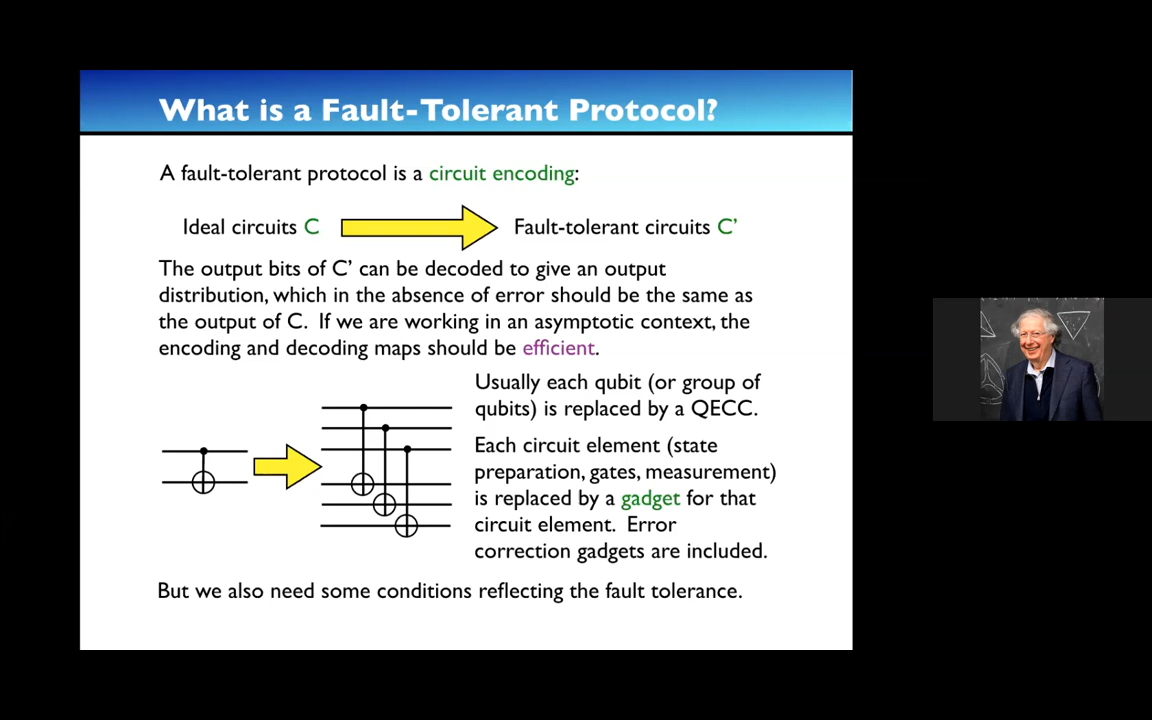 What is a Fault-Tolerant Protocol?
A fault-tolerant protocol is a circuit encoding:
Ideal circuits C
Fault-tolerant circuits C’
The output bits of C’ can be decoded to give an output
distribution, which in the absence of error should be the same as
the output of C. If we are working in an asymptotic context, the
encoding and decoding maps should be efficient.
Usually each qubit (or group of
qubits) is replaced by a QECC.
Each circuit element (state
preparation, gates, measurement)
is replaced by a gadget for that
circuit element. Error
correction gadgets are included.
But we also need some conditions reflecting the fault tolerance.